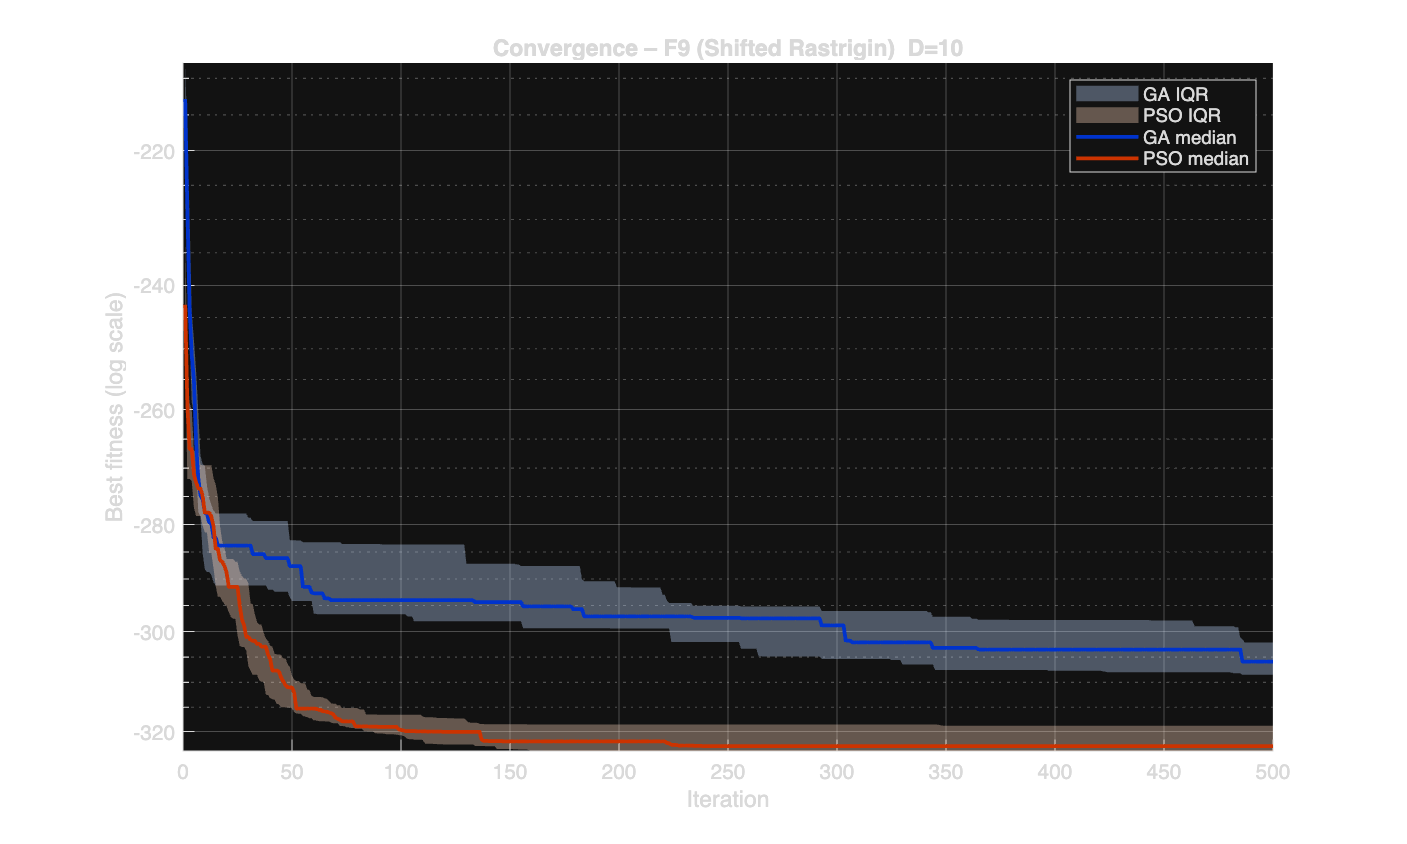 Convergence – F9 (Shifted Rastrigin)  D=10
GA IQR
PSO IQR
GA median
PSO median
Best fitness (log scale)
-220
-240
-260
-280
-300
-320
0 50 100 150 200 250 300 350 400 450 500
Iteration